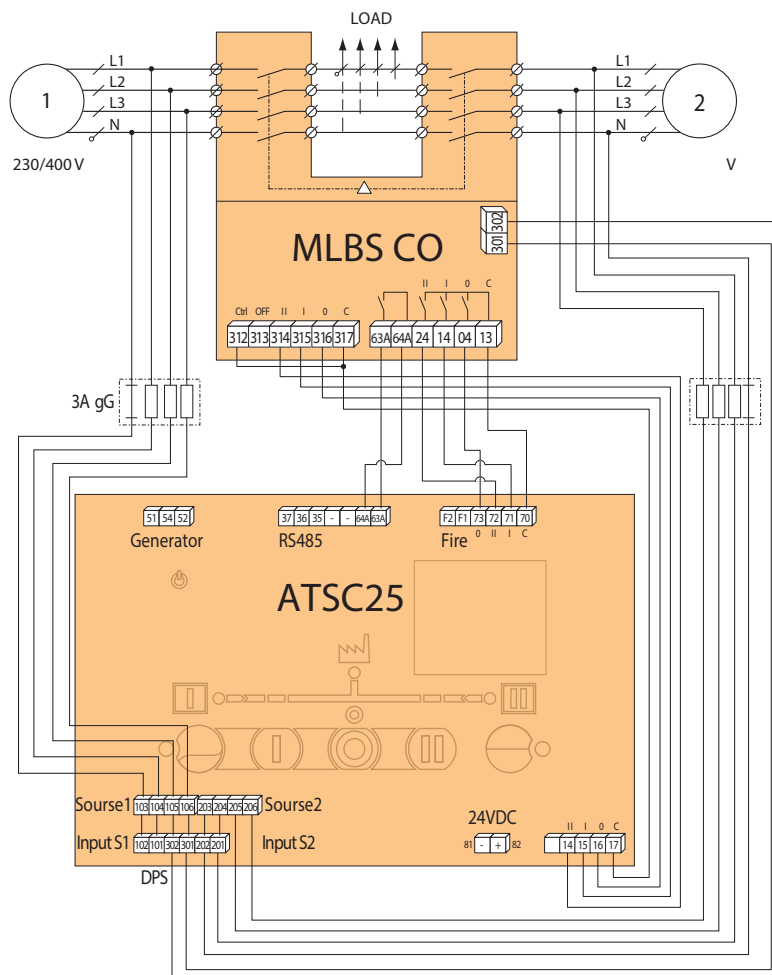 LOAD
L1 L1
L2 L2
1 L3 L3 2
N N
230/400 V V
302
301
MLBS CO
II I 0 C
Ctrl OFF II I 0 C
312 313 314 315 316 317 63A 64A 24 14 04 13
3A gG
51 54 52 37 36 35 - - 64A 63A F2 F1 73 72 71 70
Generator RS485 Fire 0 II I C
ATSC25
I II
I II
Sourse1 103 104 105 106 203 204 205 206 Sourse2
24VDC
II I 0 C
Input S1 102 101 302 301 202 201 Input S2 81 - + 82 14 15 16 17
DPS